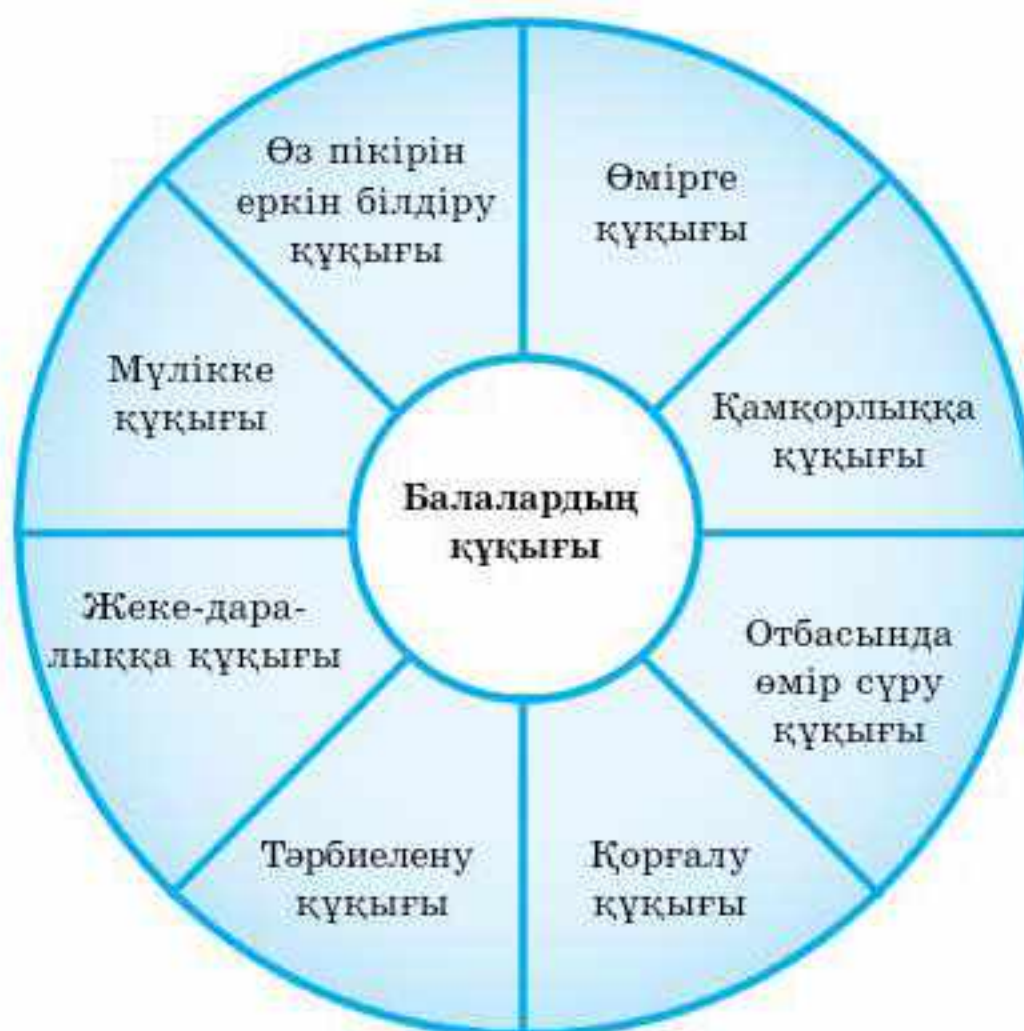 Өз пікірін
еркін білдіру
құқығы
Өмірге
құқығы
Мүлікке
құқығы
Қамқорлыққа
құқығы
Балалардың
құқығы
Жеке-дара-
лыққа құқығы
Отбасында
өмір сүру
құқығы
Тәрбиелену
құқығы
Қорғалу
құқығы